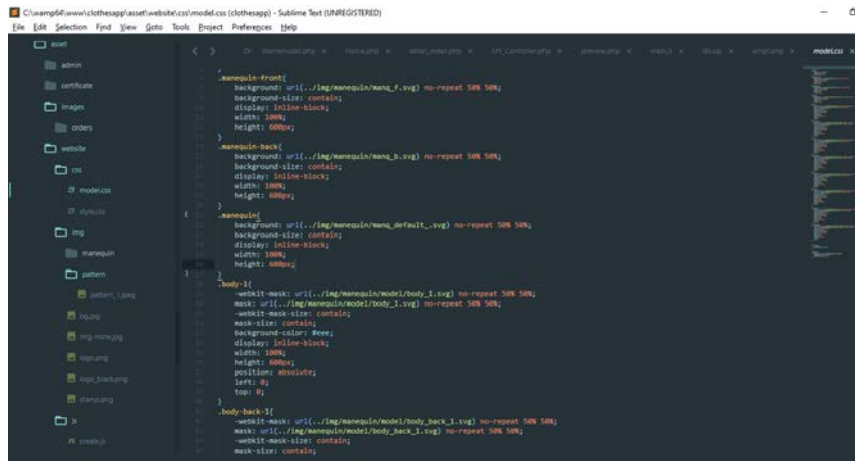 C:\wamp64\www\clothesapp\asset\website\css\model.css (clothesapp) - Sublime Text (UNREGISTERED)
File Edit Selection Find View Goto Tools Project Preferences Help
asset
admin
certificate
images
orders
website
css
model.css
style.css
img
manequin
pattern
pattern_1.jpeg
bg.jpg
img-none.jpg
logo.png
logo_black.png
stamp.png
js
create.js
model.css
.manequin-front{
background: url(../img/manequin/manq_f.svg) no-repeat 50% 50%;
background-size: contain;
display: inline-block;
width: 100%;
height: 600px;
}
.manequin-back{
background: url(../img/manequin/manq_b.svg) no-repeat 50% 50%;
background-size: contain;
display: inline-block;
width: 100%;
height: 600px;
}
.manequin{
background: url(../img/manequin/manq_default_.svg) no-repeat 50% 50%;
background-size: contain;
display: inline-block;
width: 100%;
height: 600px;
}
.body-1{
-webkit-mask: url(../img/manequin/model/body_1.svg) no-repeat 50% 50%;
mask: url(../img/manequin/model/body_1.svg) no-repeat 50% 50%;
-webkit-mask-size: contain;
mask-size: contain;
background-color: #eee;
display: inline-block;
width: 100%;
height: 600px;
position: absolute;
left: 0;
top: 0;
}
.body-back-1{
-webkit-mask: url(../img/manequin/model/body_back_1.svg) no-repeat 50% 50%;
mask: url(../img/manequin/model/body_back_1.svg) no-repeat 50% 50%;
-webkit-mask-size: contain;
mask-size: contain;